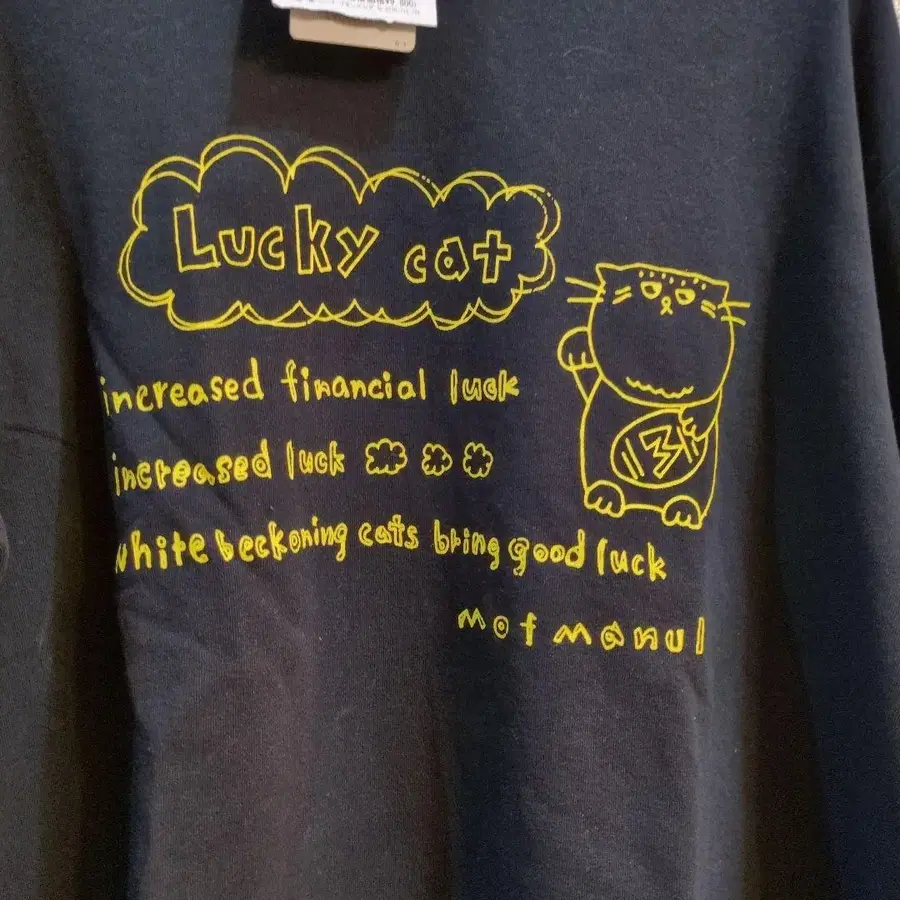 Lucky cat
increased financial luck
increased luck
white beckoning cats bring good luck
mofmanul